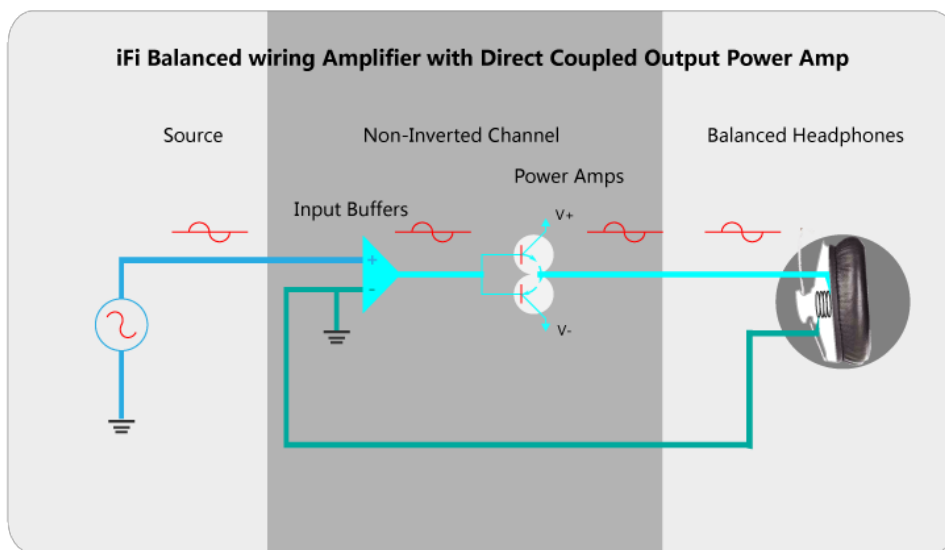 iFi Balanced wiring Amplifier with Direct Coupled Output Power Amp
Source
Non-Inverted Channel
Balanced Headphones
Power Amps
Input Buffers
V+
+
-
V-